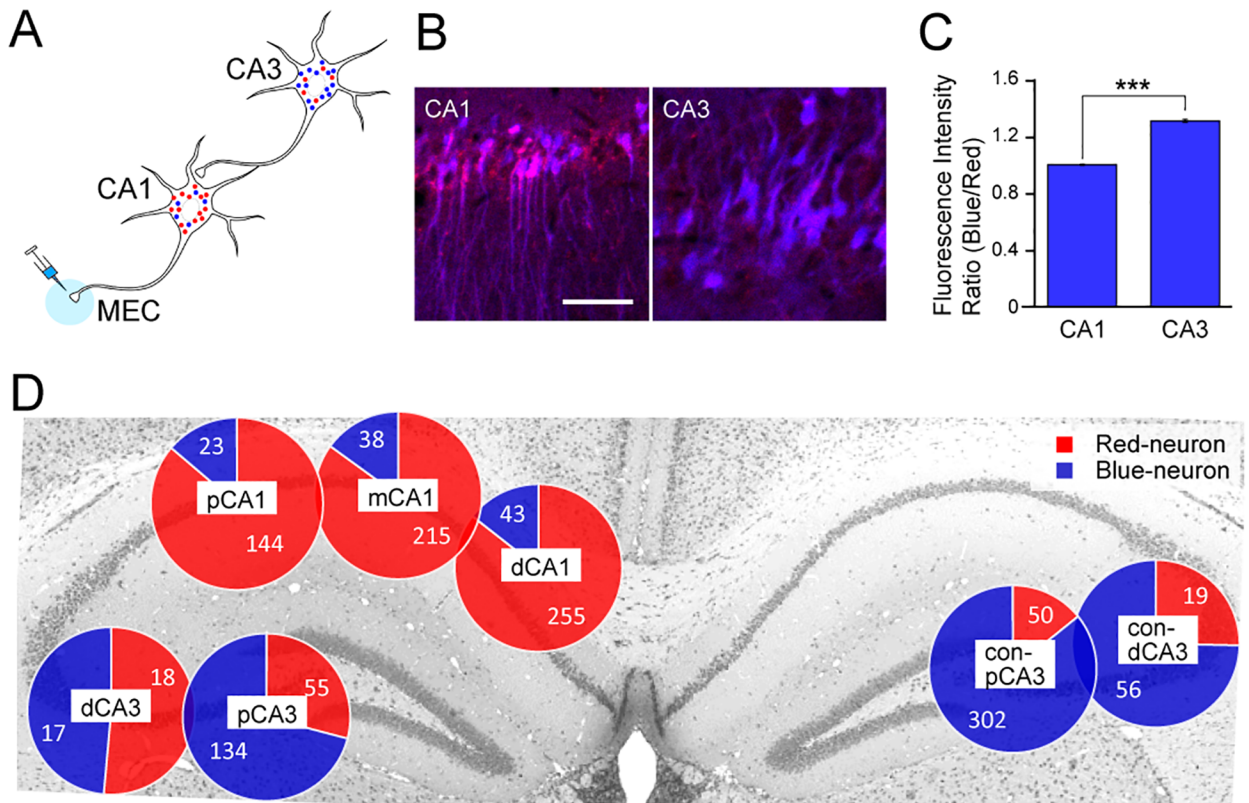 A
CA3
CA1
MEC
B
CA1
CA3
C
Fluorescence Intensity
Ratio (Blue/Red)
1.6
1.2
0.8
0.4
0
***
CA1
CA3
D
Red-neuron
Blue-neuron
23
pCA1
144
38
mCA1
215
43
dCA1
255
18
dCA3
17
55
pCA3
134
50
con-
pCA3
302
19
con-
dCA3
56